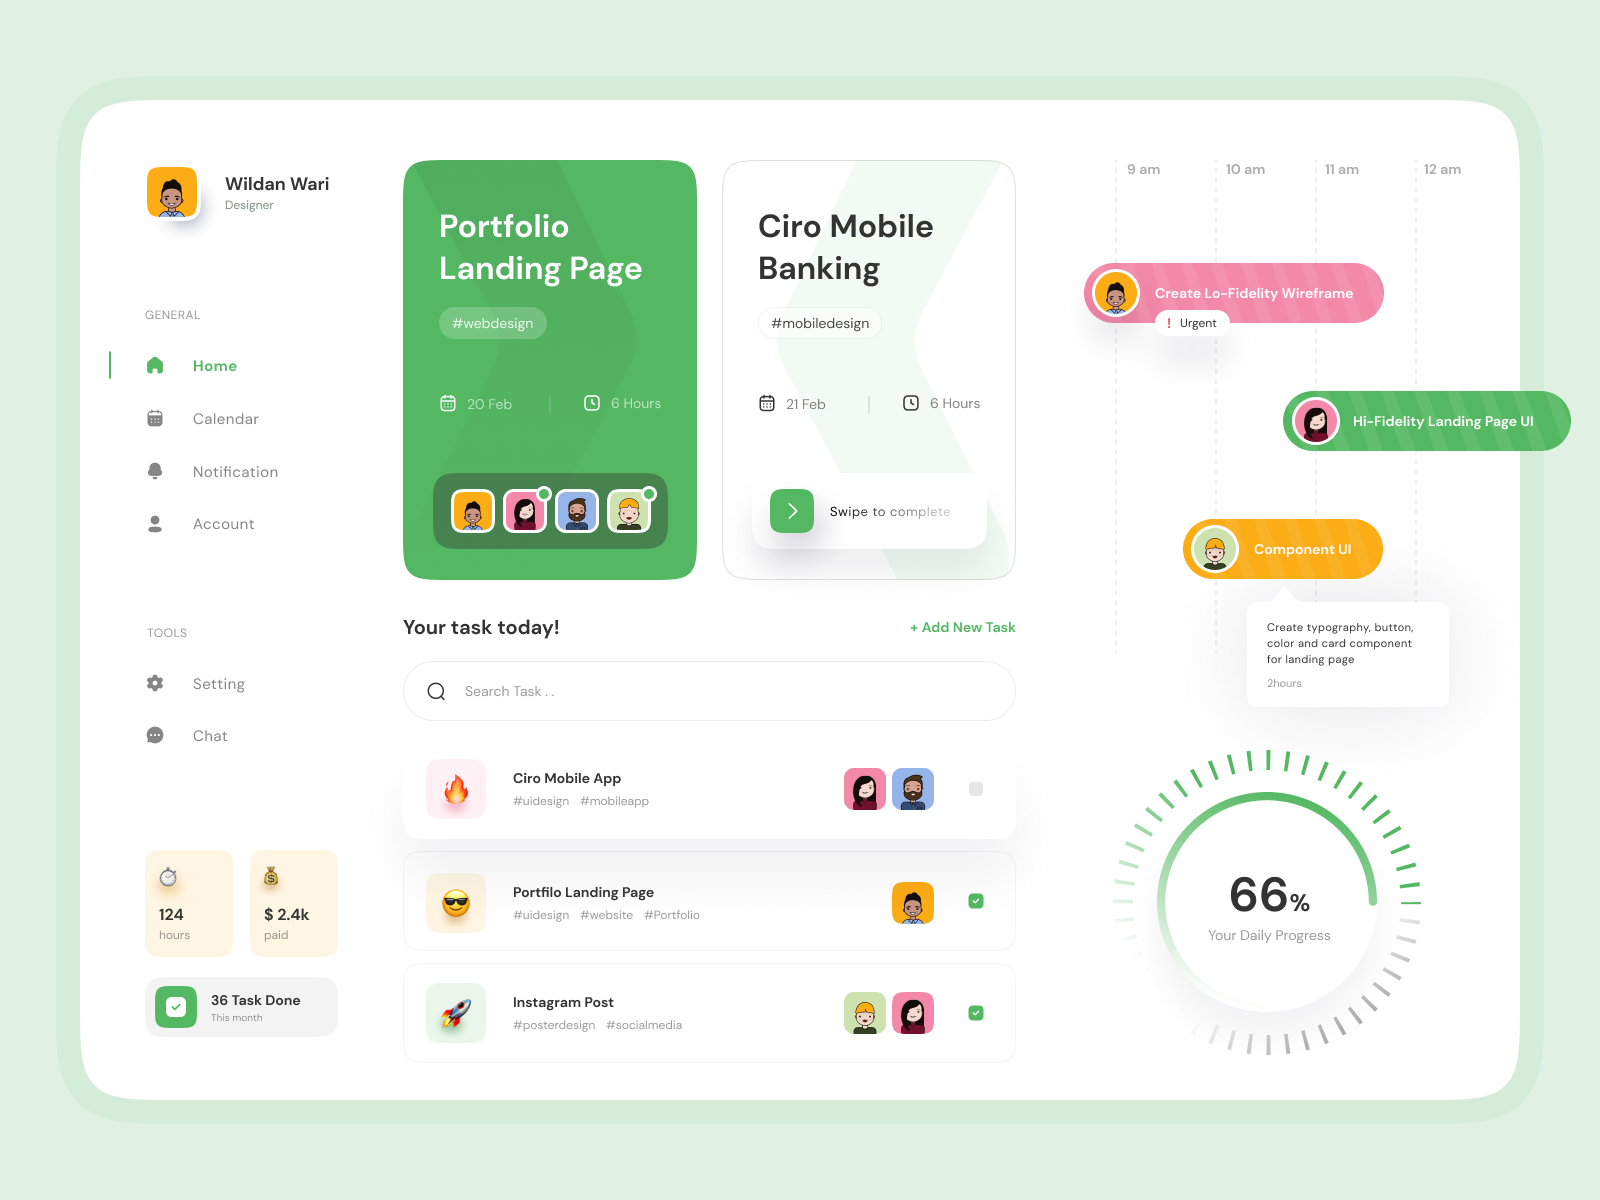 Wildan Wari
Designer
GENERAL
Home
Calendar
Notification
Account
TOOLS
Setting
Chat
124
hours
$ 2.4k
paid
36 Task Done
This month
Portfolio
Landing Page
#webdesign
20 Feb
6 Hours
Ciro Mobile
Banking
#mobiledesign
21 Feb
6 Hours
Swipe to complete
Your task today!
+ Add New Task
Search Task . .
Ciro Mobile App
#uidesign #mobileapp
Portfilo Landing Page
#uidesign #website #Portfolio
Instagram Post
#posterdesign #socialmedia
9 am
10 am
11 am
12 am
Create Lo-Fidelity Wireframe
! Urgent
Hi-Fidelity Landing Page UI
Component UI
Create typography, button,
color and card component
for landing page
2hours
66%
Your Daily Progress